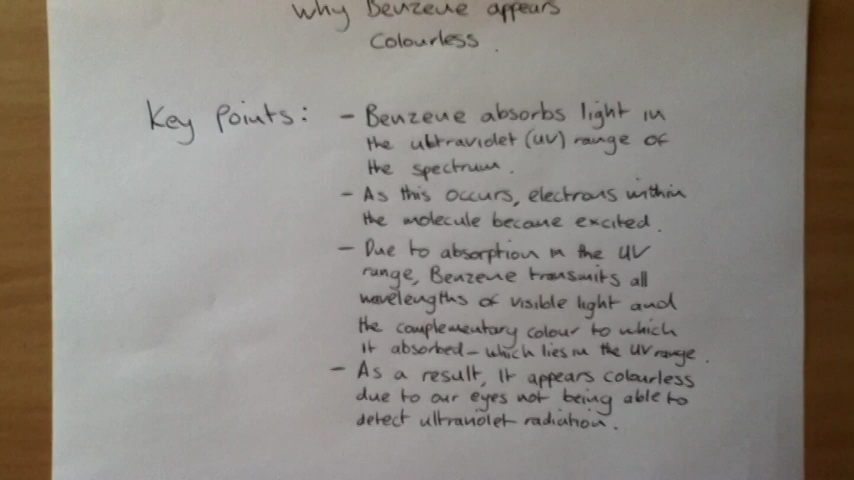 Why Benzene appears
Colourless.
Key Points: - Benzene absorbs light in
the ultraviolet (UV) range of
the spectrum.
- As this occurs, electrons within
the molecule became excited.
- Due to absorption in the UV
range, Benzene transmits all
wavelengths of visible light and
the complementary colour to which
it absorbed - which lies in the UV range.
- As a result, It appears colourless
due to our eyes not being able to
detect ultraviolet radiation.